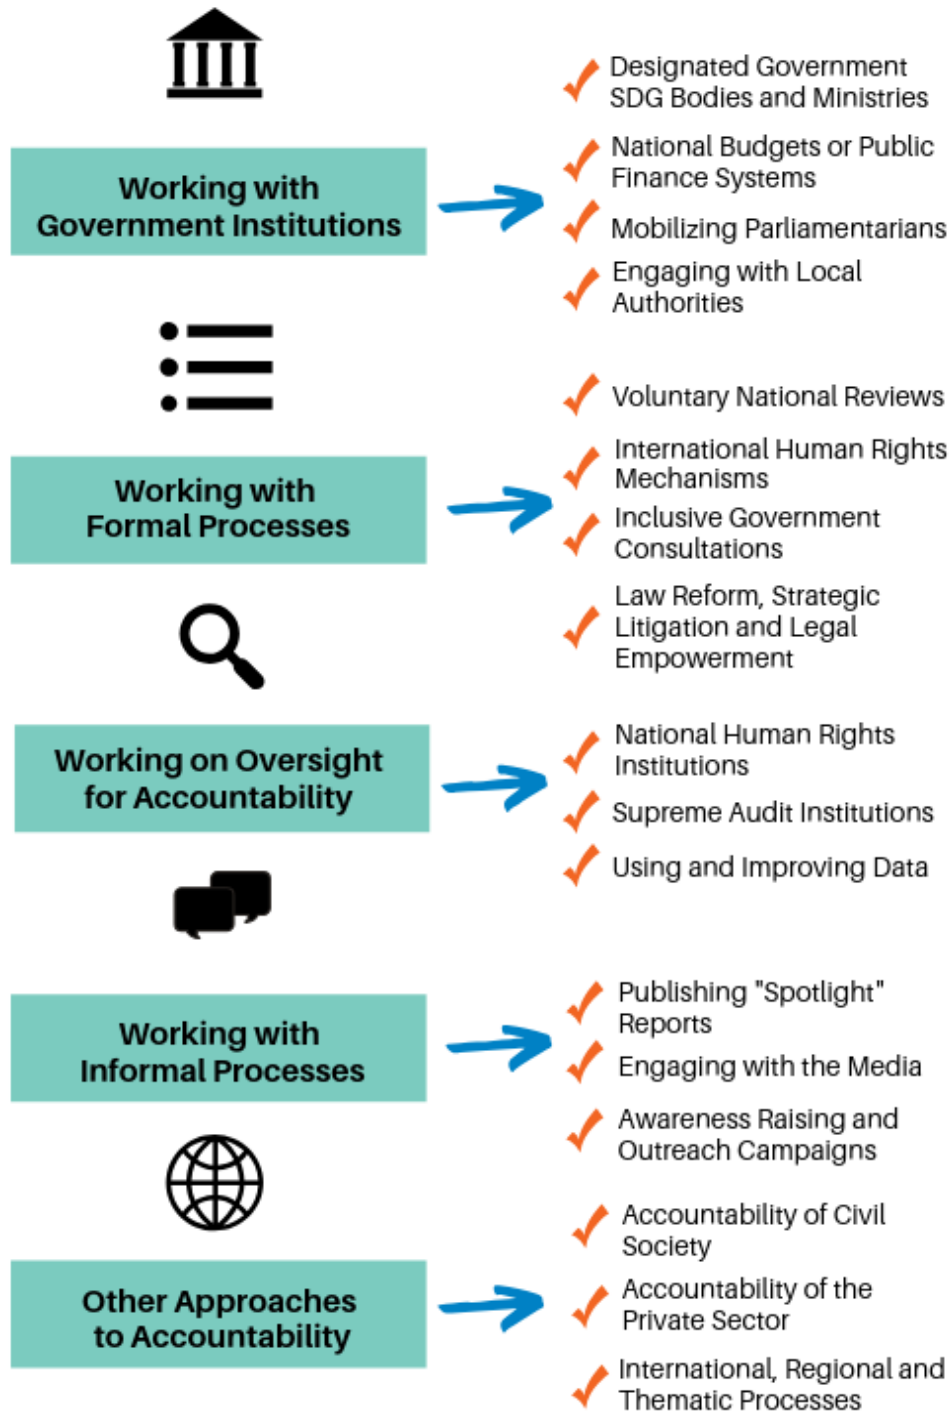 Working with
Government Institutions
Designated Government
SDG Bodies and Ministries
National Budgets or Public
Finance Systems
Mobilizing Parliamentarians
Engaging with Local
Authorities
Working with
Formal Processes
Voluntary National Reviews
International Human Rights
Mechanisms
Inclusive Government
Consultations
Law Reform, Strategic
Litigation and Legal
Empowerment
Working on Oversight
for Accountability
National Human Rights
Institutions
Supreme Audit Institutions
Using and Improving Data
Working with
Informal Processes
Publishing "Spotlight"
Reports
Engaging with the Media
Awareness Raising and
Outreach Campaigns
Other Approaches
to Accountability
Accountability of Civil
Society
Accountability of the
Private Sector
International, Regional and
Thematic Processes